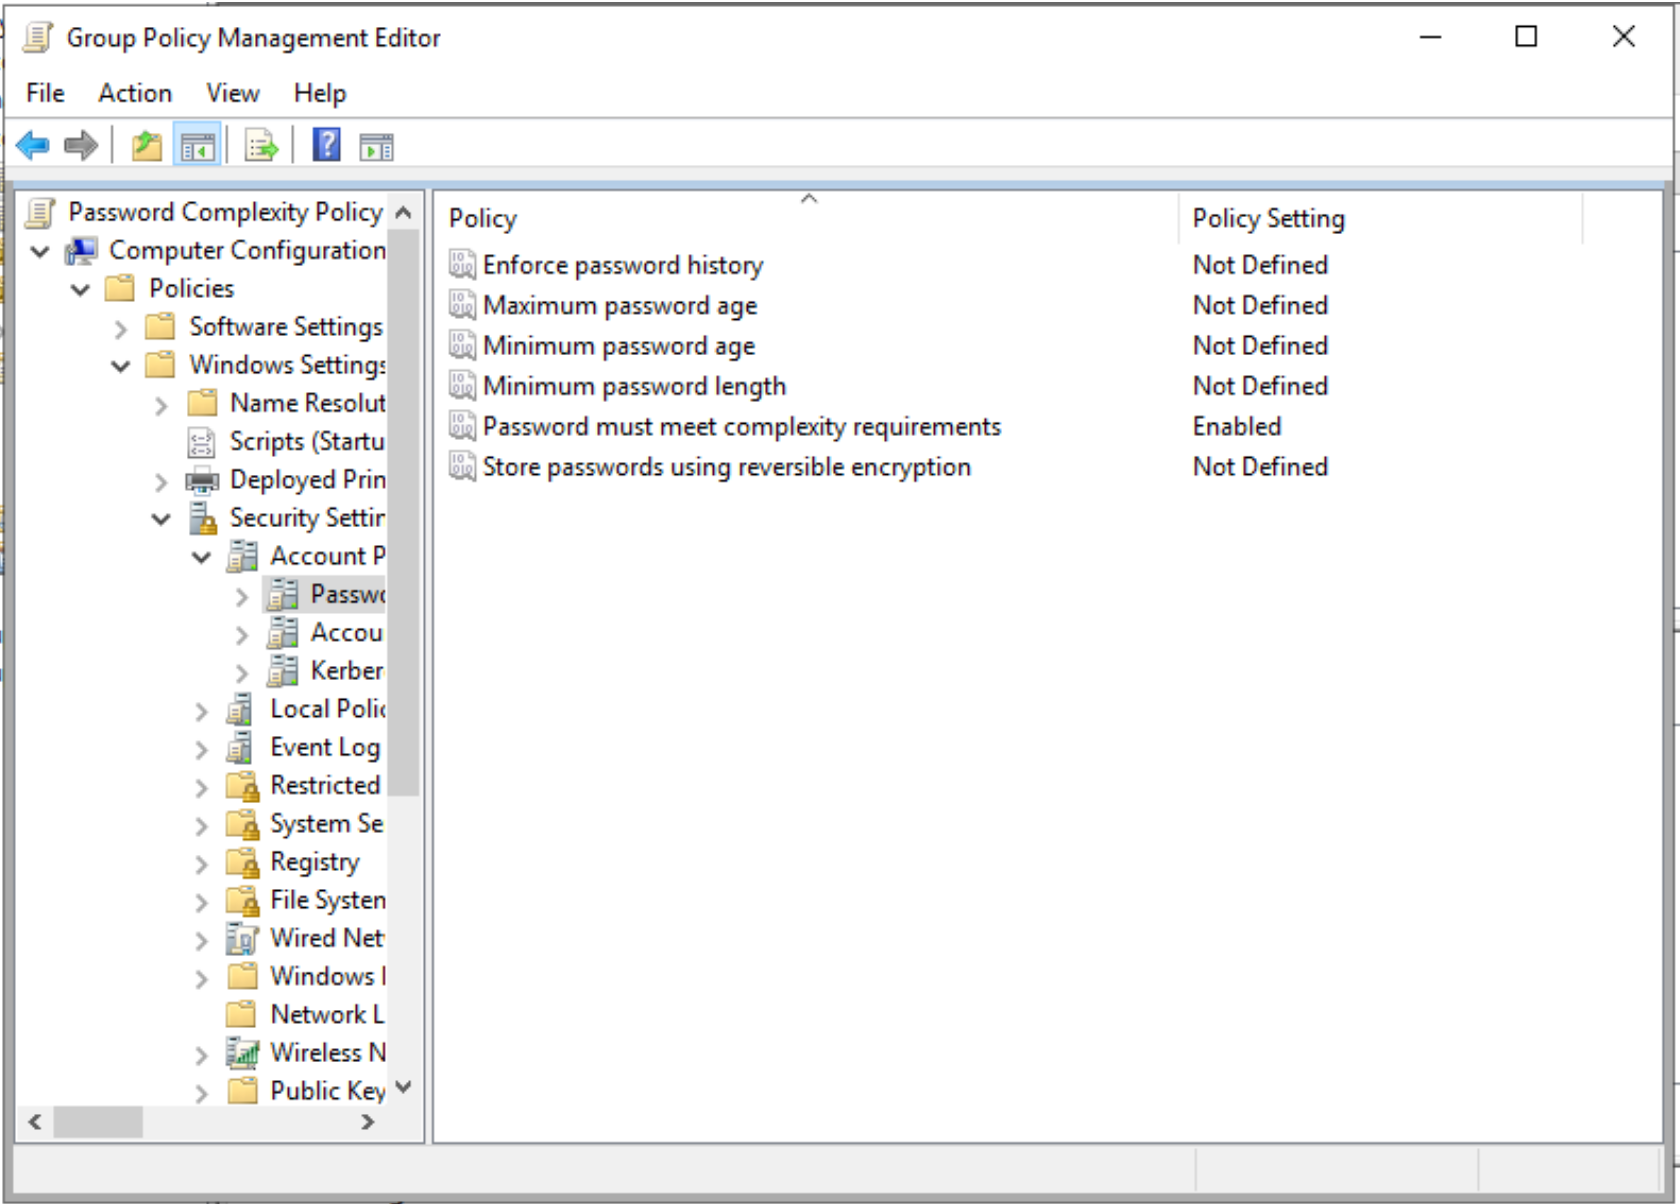 Group Policy Management Editor
File Action View Help
Password Complexity Policy
Computer Configuration
Policies
Software Settings
Windows Settings
Name Resolut
Scripts (Startu
Deployed Prin
Security Settin
Account P
Passwo
Accou
Kerber
Local Polic
Event Log
Restricted
System Se
Registry
File System
Wired Net
Windows
Network L
Wireless N
Public Key
Policy Policy Setting
Enforce password history Not Defined
Maximum password age Not Defined
Minimum password age Not Defined
Minimum password length Not Defined
Password must meet complexity requirements Enabled
Store passwords using reversible encryption Not Defined